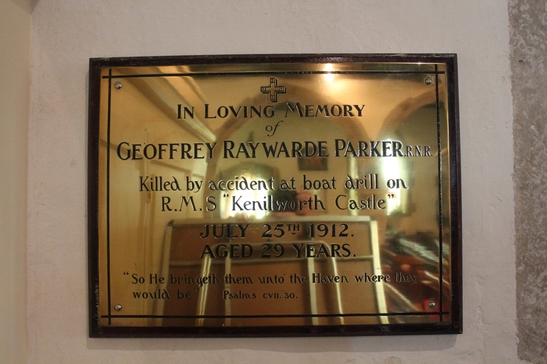 In Loving Memory
of
Geoffrey Raywarde Parker R.N.R.
Killed by accident at boat drill on
R.M.S "Kenilworth Castle"
July 25th 1912.
Aged 29 years.
"So He bringeth them unto the Haven where they
would be Psalms CVII. 30.